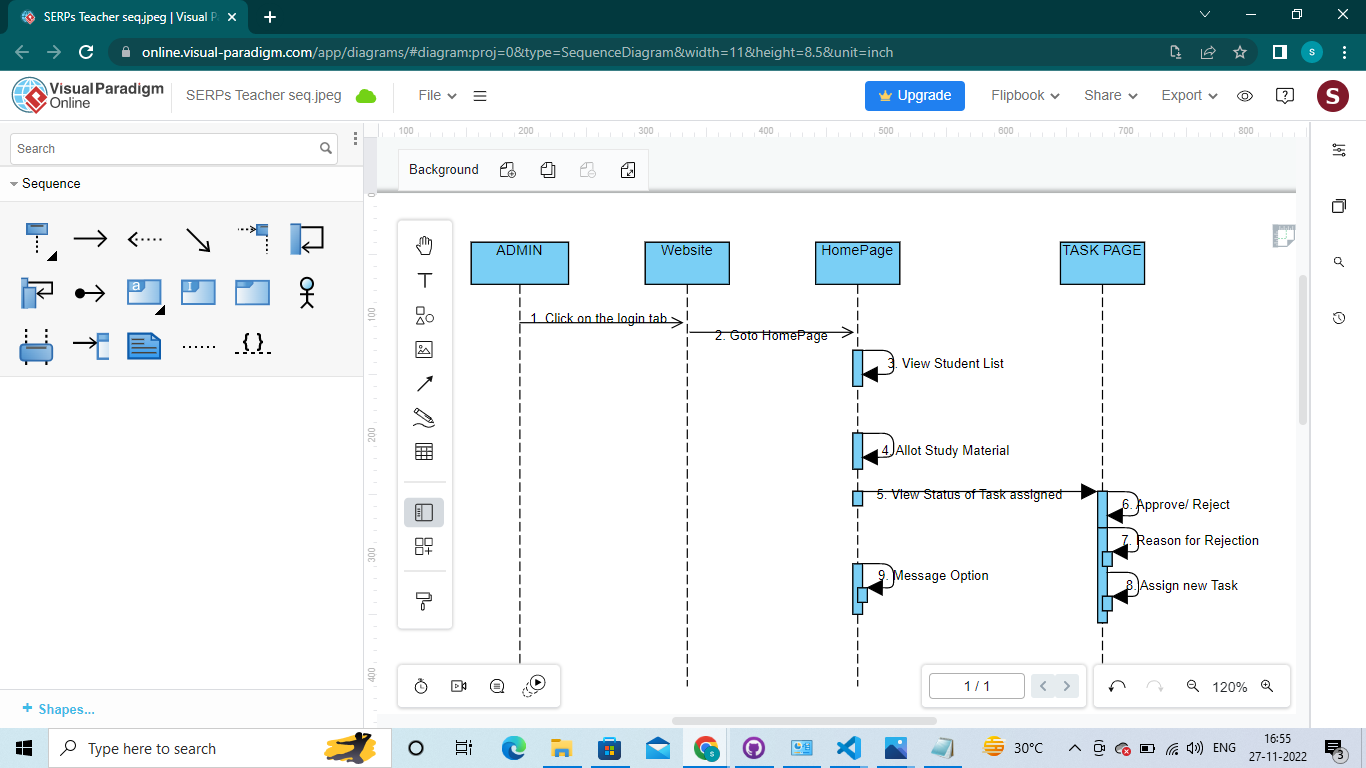 SERPs Teacher seq.jpeg | Visual P
online.visual-paradigm.com/app/diagrams/#diagram:proj=0&type=SequenceDiagram&width=11&height=8.5&unit=inch
S
VisualParadigm
Online
SERPs Teacher seq.jpeg
File
Upgrade
Flipbook
Share
Export
S
Search
Sequence
a
I
{...}
+ Shapes...
100
200
300
400
500
600
700
800
0
100
200
300
400
Background
T
ADMIN
Website
HomePage
TASK PAGE
1. Click on the login tab
2. Goto HomePage
3. View Student List
4. Allot Study Material
5. View Status of Task assigned
6. Approve/ Reject
7. Reason for Rejection
8. Assign new Task
9. Message Option
1 / 1
120%
Type here to search
30°C
ENG
16:55
27-11-2022
3